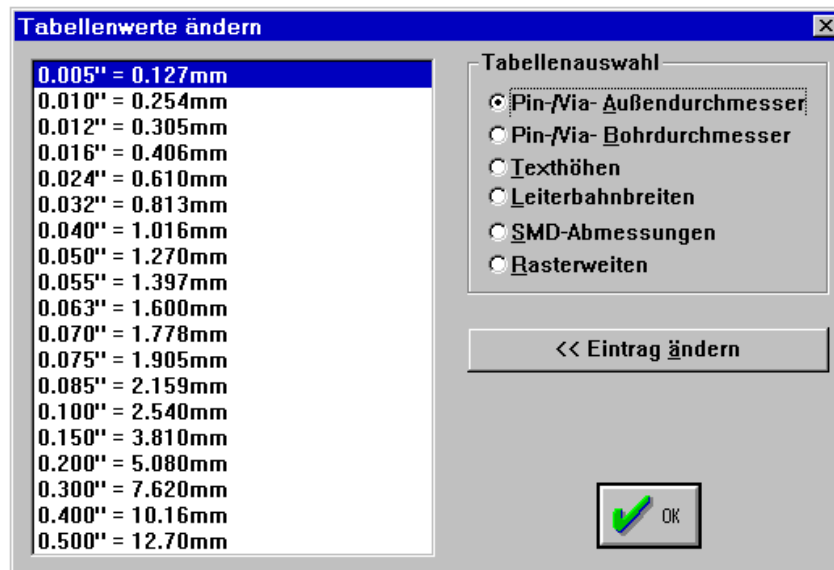 Tabellenwerte ändern
0.005" = 0.127mm
0.010" = 0.254mm
0.012" = 0.305mm
0.016" = 0.406mm
0.024" = 0.610mm
0.032" = 0.813mm
0.040" = 1.016mm
0.050" = 1.270mm
0.055" = 1.397mm
0.063" = 1.600mm
0.070" = 1.778mm
0.075" = 1.905mm
0.085" = 2.159mm
0.100" = 2.540mm
0.150" = 3.810mm
0.200" = 5.080mm
0.300" = 7.620mm
0.400" = 10.16mm
0.500" = 12.70mm
Tabellenauswahl
Pin-/Via- Außendurchmesser
Pin-/Via- Bohrdurchmesser
Texthöhen
Leiterbahnbreiten
SMD-Abmessungen
Rasterweiten
<< Eintrag ändern
OK